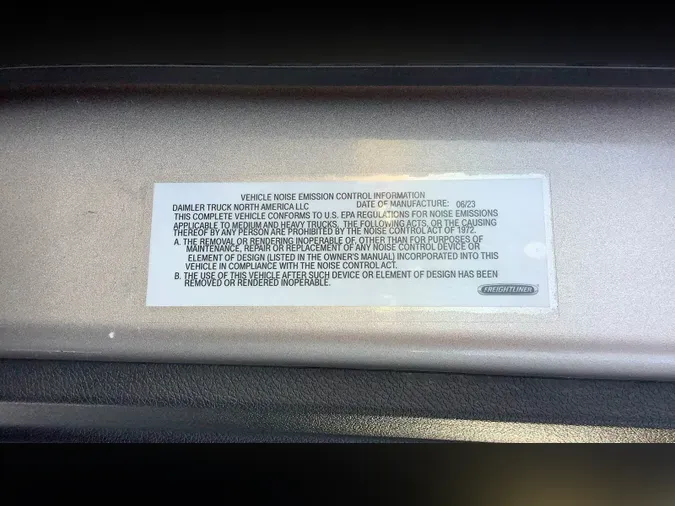 VEHICLE NOISE EMISSION CONTROL INFORMATION
DAIMLER TRUCK NORTH AMERICA LLC DATE OF MANUFACTURE: 06/23
THIS COMPLETE VEHICLE CONFORMS TO U.S. EPA REGULATIONS FOR NOISE EMISSIONS
APPLICABLE TO MEDIUM AND HEAVY TRUCKS. THE FOLLOWING ACTS, OR THE CAUSING
THEREOF BY ANY PERSON ARE PROHIBITED BY THE NOISE CONTROL ACT OF 1972.
A. THE REMOVAL OR RENDERING INOPERABLE OF, OTHER THAN FOR PURPOSES OF
MAINTENANCE, REPAIR OR REPLACEMENT OF ANY NOISE CONTROL DEVICE OR
ELEMENT OF DESIGN (LISTED IN THE OWNER'S MANUAL) INCORPORATED INTO THIS
VEHICLE IN COMPLIANCE WITH THE NOISE CONTROL ACT.
B. THE USE OF THIS VEHICLE AFTER SUCH DEVICE OR ELEMENT OF DESIGN HAS BEEN
REMOVED OR RENDERED INOPERABLE.
FREIGHTLINER